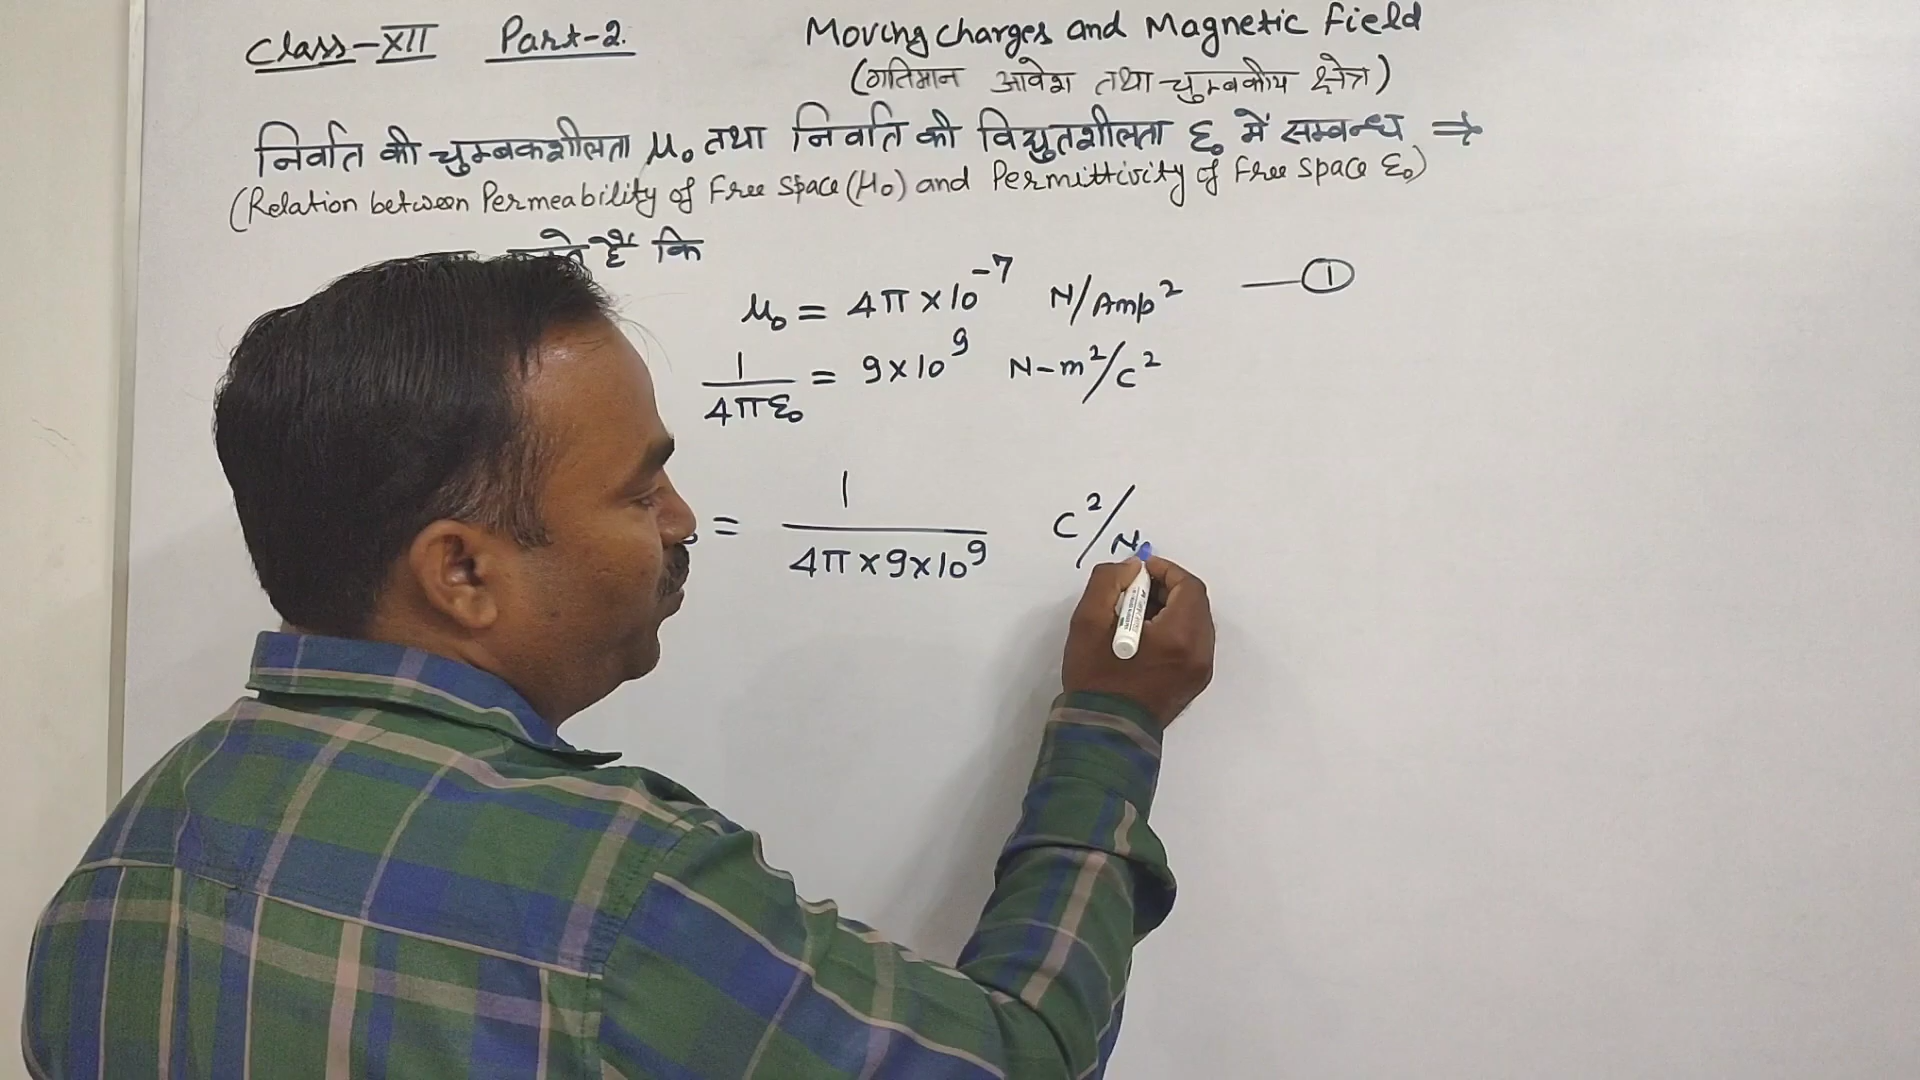 Class-XII Part-2. Moving charges and Magnetic field
(गतिमान आवेश तथा चुम्बकीय क्षेत्र)
निर्वात की चुम्बकशीलता μ₀ तथा निर्वात की विद्युतशीलता ε₀ में सम्बन्ध ⇒
(Relation between Permeability of Free Space (μ₀) and Permittivity of free space ε₀)
हैं कि
μ₀ = 4π×10⁻⁷ N/Amp² —①
1/4πε₀ = 9×10⁹ N-m²/C²
= 1/4π×9×10⁹ C²/N